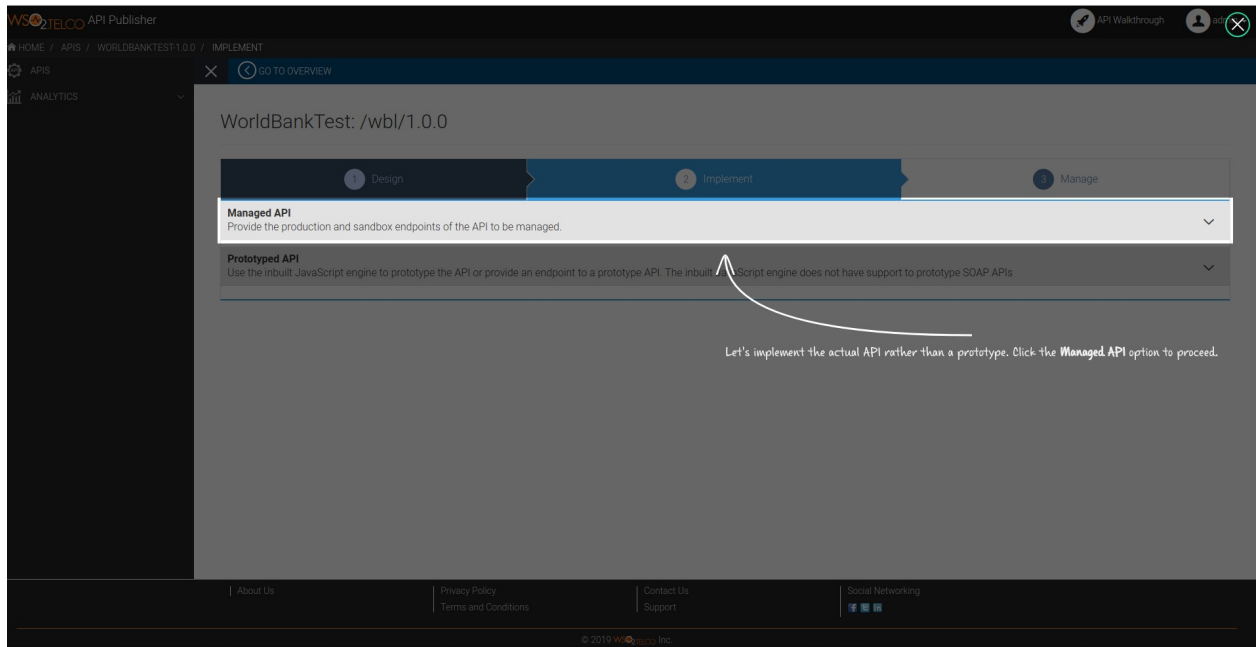 WSO2TELCO API Publisher
API Walkthrough
HOME / APIS / WORLDBANKTEST-1.0.0 / IMPLEMENT
APIS
GO TO OVERVIEW
ANALYTICS
WorldBankTest: /wbl/1.0.0
1 Design
2 Implement
3 Manage
Managed API
Provide the production and sandbox endpoints of the API to be managed.
Prototyped API
Use the inbuilt JavaScript engine to prototype the API or provide an endpoint to a prototype API. The inbuilt JavaScript engine does not have support to prototype SOAP APIs
Let's implement the actual API rather than a prototype. Click the Managed API option to proceed.
About Us
Privacy Policy
Contact Us
Social Networking
Terms and Conditions
Support
© 2019 WSO2TELCO Inc.